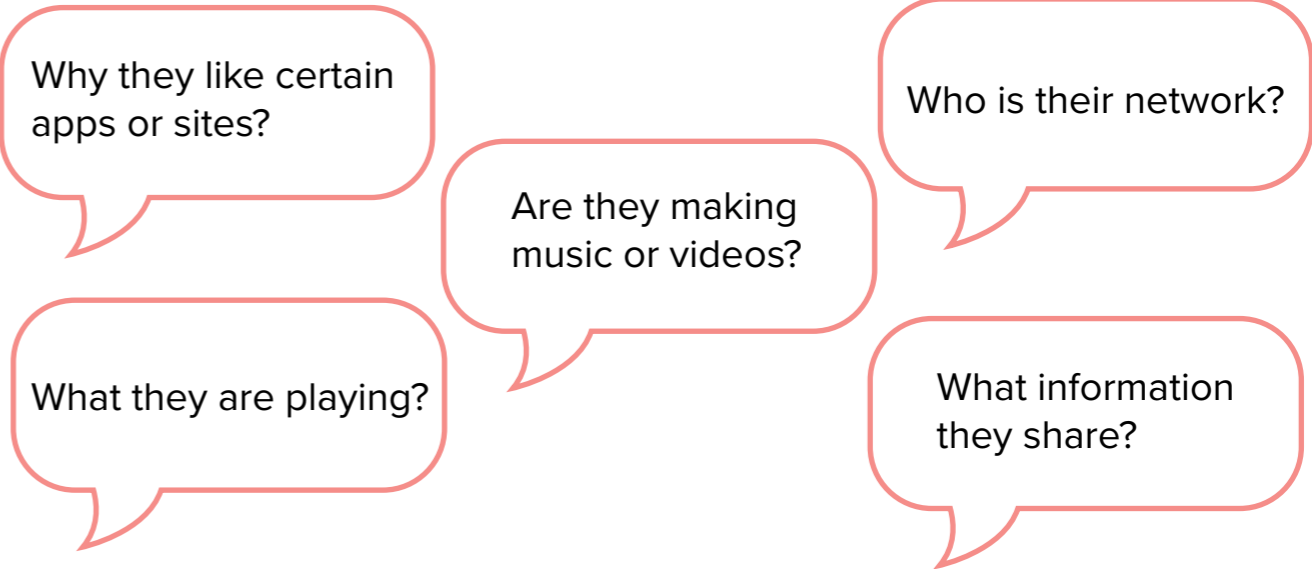 Why they like certain
apps or sites?
Who is their network?
Are they making
music or videos?
What they are playing?
What information
they share?